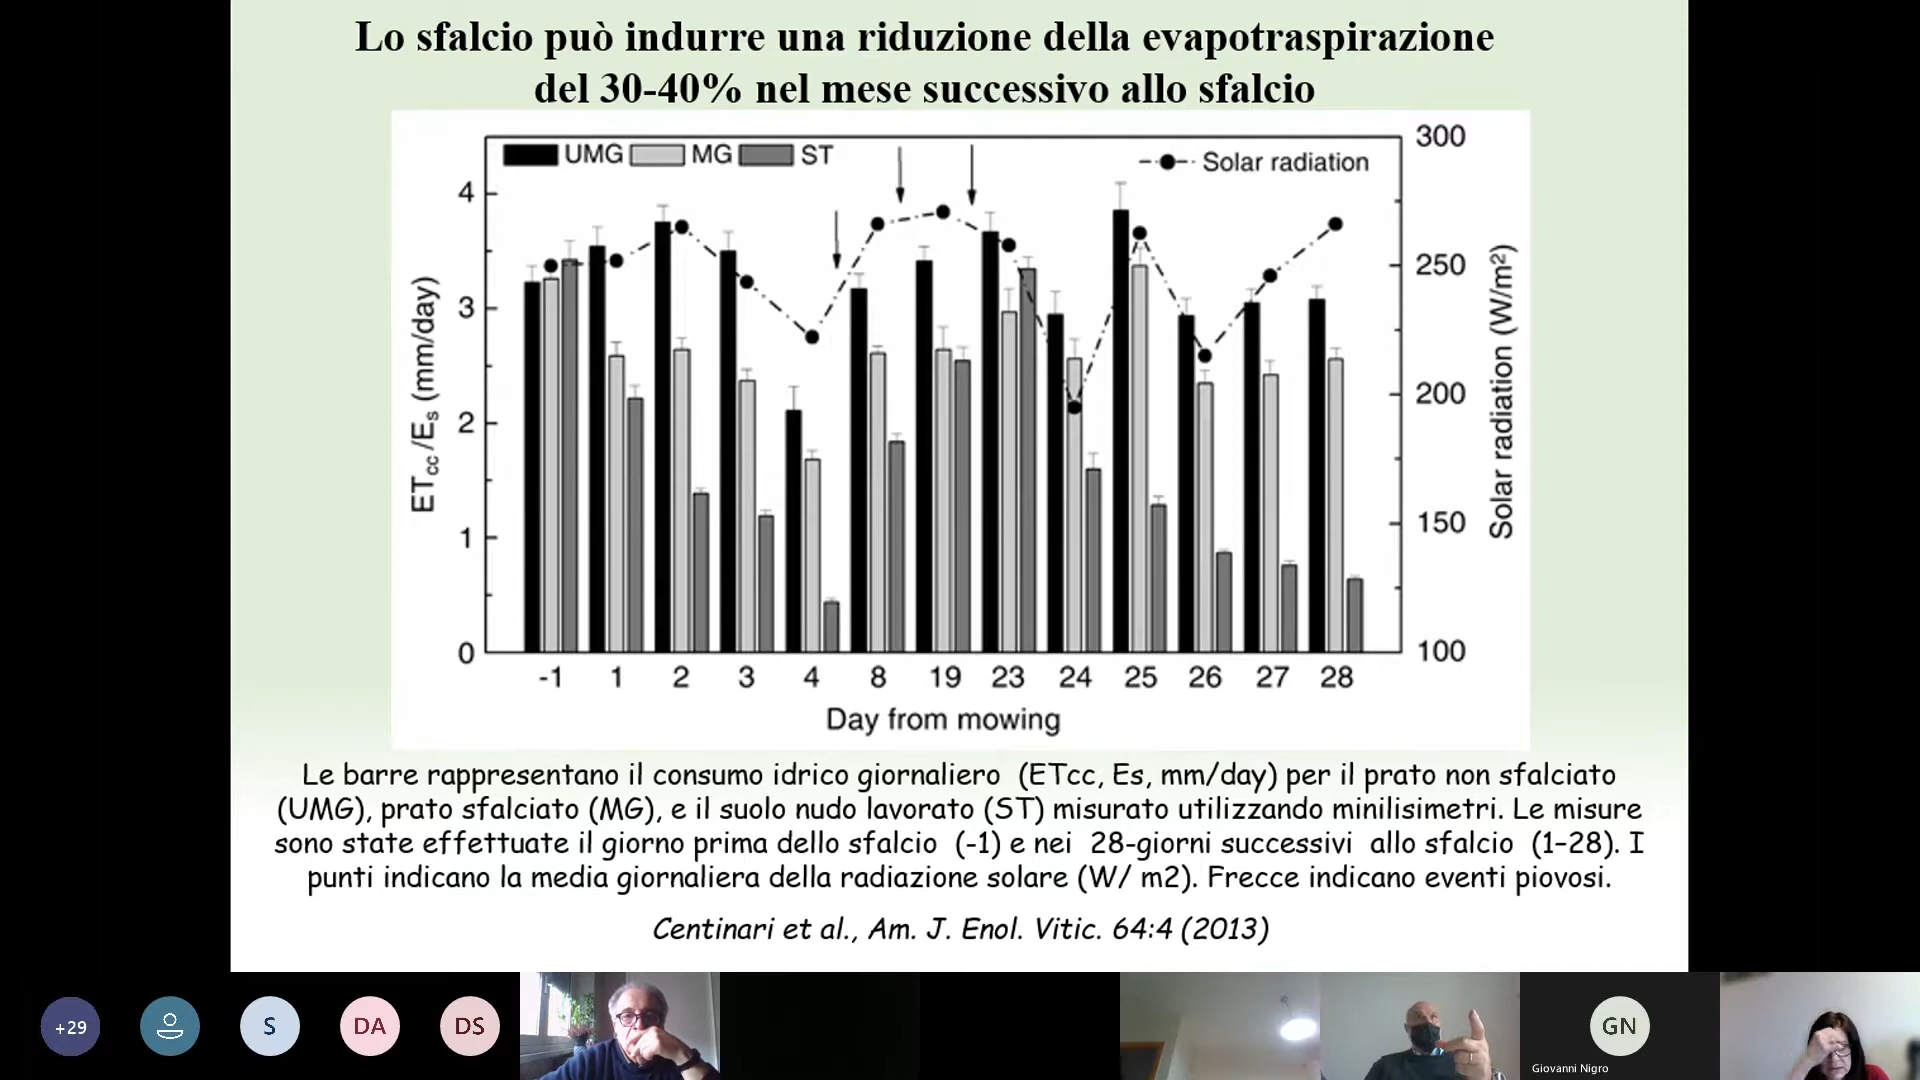 Lo sfalcio può indurre una riduzione della evapotraspirazione
del 30-40% nel mese successivo allo sfalcio
UMG MG ST
Solar radiation
4
3
2
1
0
ETcc/Es (mm/day)
300
250
200
150
100
Solar radiation (W/m²)
-1 1 2 3 4 8 19 23 24 25 26 27 28
Day from mowing
Le barre rappresentano il consumo idrico giornaliero (ETcc, Es, mm/day) per il prato non sfalciato
(UMG), prato sfalciato (MG), e il suolo nudo lavorato (ST) misurato utilizzando minilisimetri. Le misure
sono state effettuate il giorno prima dello sfalcio (-1) e nei 28-giorni successivi allo sfalcio (1–28). I
punti indicano la media giornaliera della radiazione solare (W/ m2). Frecce indicano eventi piovosi.
Centinari et al., Am. J. Enol. Vitic. 64:4 (2013)
+29 S DA DS GN
Giovanni Nigro